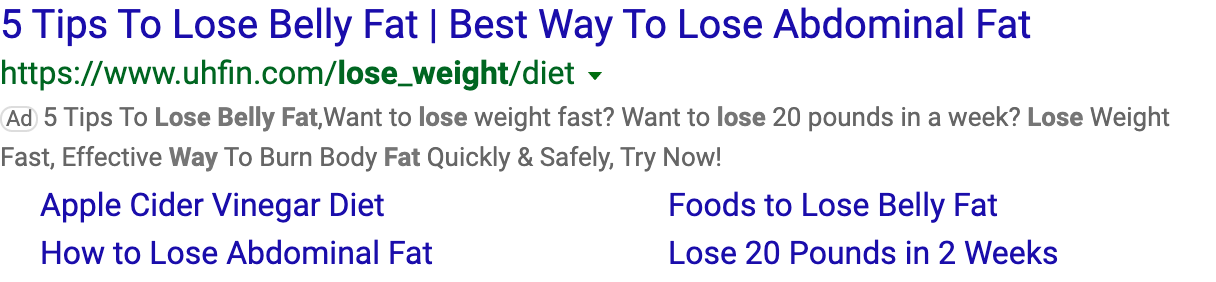 5 Tips To Lose Belly Fat | Best Way To Lose Abdominal Fat
https://www.uhfin.com/lose_weight/diet
Ad 5 Tips To Lose Belly Fat,Want to lose weight fast? Want to lose 20 pounds in a week? Lose Weight
Fast, Effective Way To Burn Body Fat Quickly & Safely, Try Now!
Apple Cider Vinegar Diet Foods to Lose Belly Fat
How to Lose Abdominal Fat Lose 20 Pounds in 2 Weeks